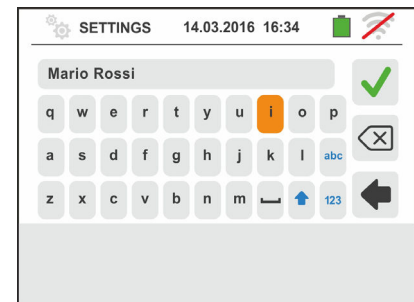 SETTINGS 14.03.2016 16:34
Mario Rossi
q w e r t y u i o p
a s d f g h j k l abc
z x c v b n m 123